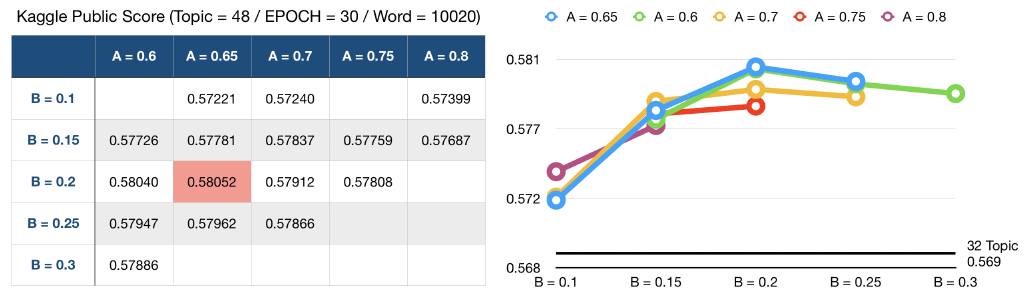 Kaggle Public Score (Topic = 48 / EPOCH = 30 / Word = 10020)
A = 0.6 A = 0.65 A = 0.7 A = 0.75 A = 0.8
B = 0.1 0.57221 0.57240 0.57399
B = 0.15 0.57726 0.57781 0.57837 0.57759 0.57687
B = 0.2 0.58040 0.58052 0.57912 0.57808
B = 0.25 0.57947 0.57962 0.57866
B = 0.3 0.57886
A = 0.65 A = 0.6 A = 0.7 A = 0.75 A = 0.8
0.581
0.577
0.572
0.568
32 Topic
0.569
B = 0.1 B = 0.15 B = 0.2 B = 0.25 B = 0.3